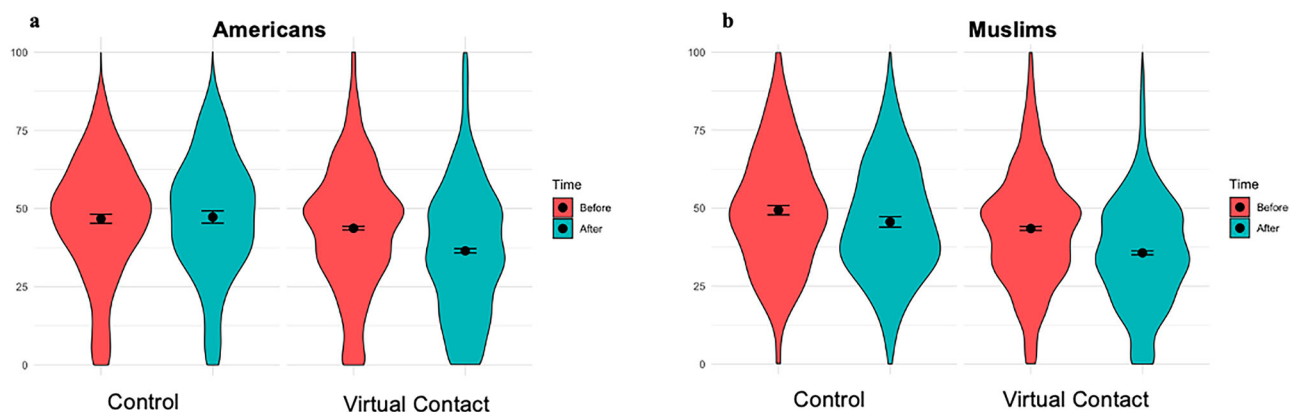 a
Americans
100
75
50
25
0
Control
Virtual Contact
Time
Before
After
b
Muslims
100
75
50
25
0
Control
Virtual Contact
Time
Before
After